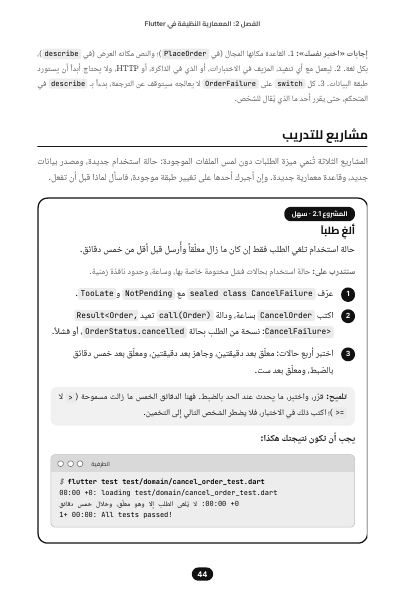 الفصل 2: المعمارية النظيفة في Flutter
إجابات «اختبر نفسك»: 1. القاعدة مكانها المجال (في PlaceOrder)؛ والنص مكانه العرض (في describe)،
بكل لغة. 2. ليعمل مع أي تنفيذ، المزيف في الاختبارات، أو الذي في الذاكرة، أو HTTP، ولا يحتاج أبدًا أن يستورد
طبقة البيانات. 3. كل switch على OrderFailure لا يعالجه سيتوقف عن الترجمة، بدءًا بـ describe في
المتحكم، حتى يقرر أحد ما الذي يُقال للشخص.
مشاريع للتدريب
المشاريع الثلاثة تُنمي ميزة الطلبات دون لمس الملفات الموجودة: حالة استخدام جديدة، ومصدر بيانات
جديد، وقاعدة معمارية جديدة. وإن أجبرك أحدها على تغيير طبقة موجودة، فاسأل لماذا قبل أن تفعل.
المشروع 2.1 · سهل
ألغِ طلبًا
حالة استخدام تلغي الطلب فقط إن كان ما زال معلّقًا وأُرسل قبل أقل من خمس دقائق.
ستتدرب على: حالة استخدام بحالات فشل مختومة خاصة بها، وساعة، وحدود نافذة زمنية.
1 عرّف sealed class CancelFailure مع NotPending و TooLate.
2 اكتب CancelOrder بساعة، ودالة call(Order) تعيد Result<Order,
CancelFailure>: نسخة من الطلب بحالة OrderStatus.cancelled، أو فشلًا.
3 اختبر أربع حالات: معلّق بعد دقيقتين، وجاهز بعد دقيقتين، ومعلّق بعد خمس دقائق
بالضبط، ومعلّق بعد ست.
تلميح: قرّر، واختبر، ما يحدث عند الحد بالضبط. فهذا الدقائق الخمس ما زالت مسموحة (> لا
>=)؛ اكتب ذلك في الاختبار، فلا يضطر الشخص التالي إلى التخمين.
يجب أن تكون نتيجتك هكذا:
الطرفية
$ flutter test test/domain/cancel_order_test.dart
00:00 +0: loading test/domain/cancel_order_test.dart
00:00 +0: لا يُلغى الطلب إلا وهو معلّق، وخلال خمس دقائق
00:00 +1: All tests passed!
44